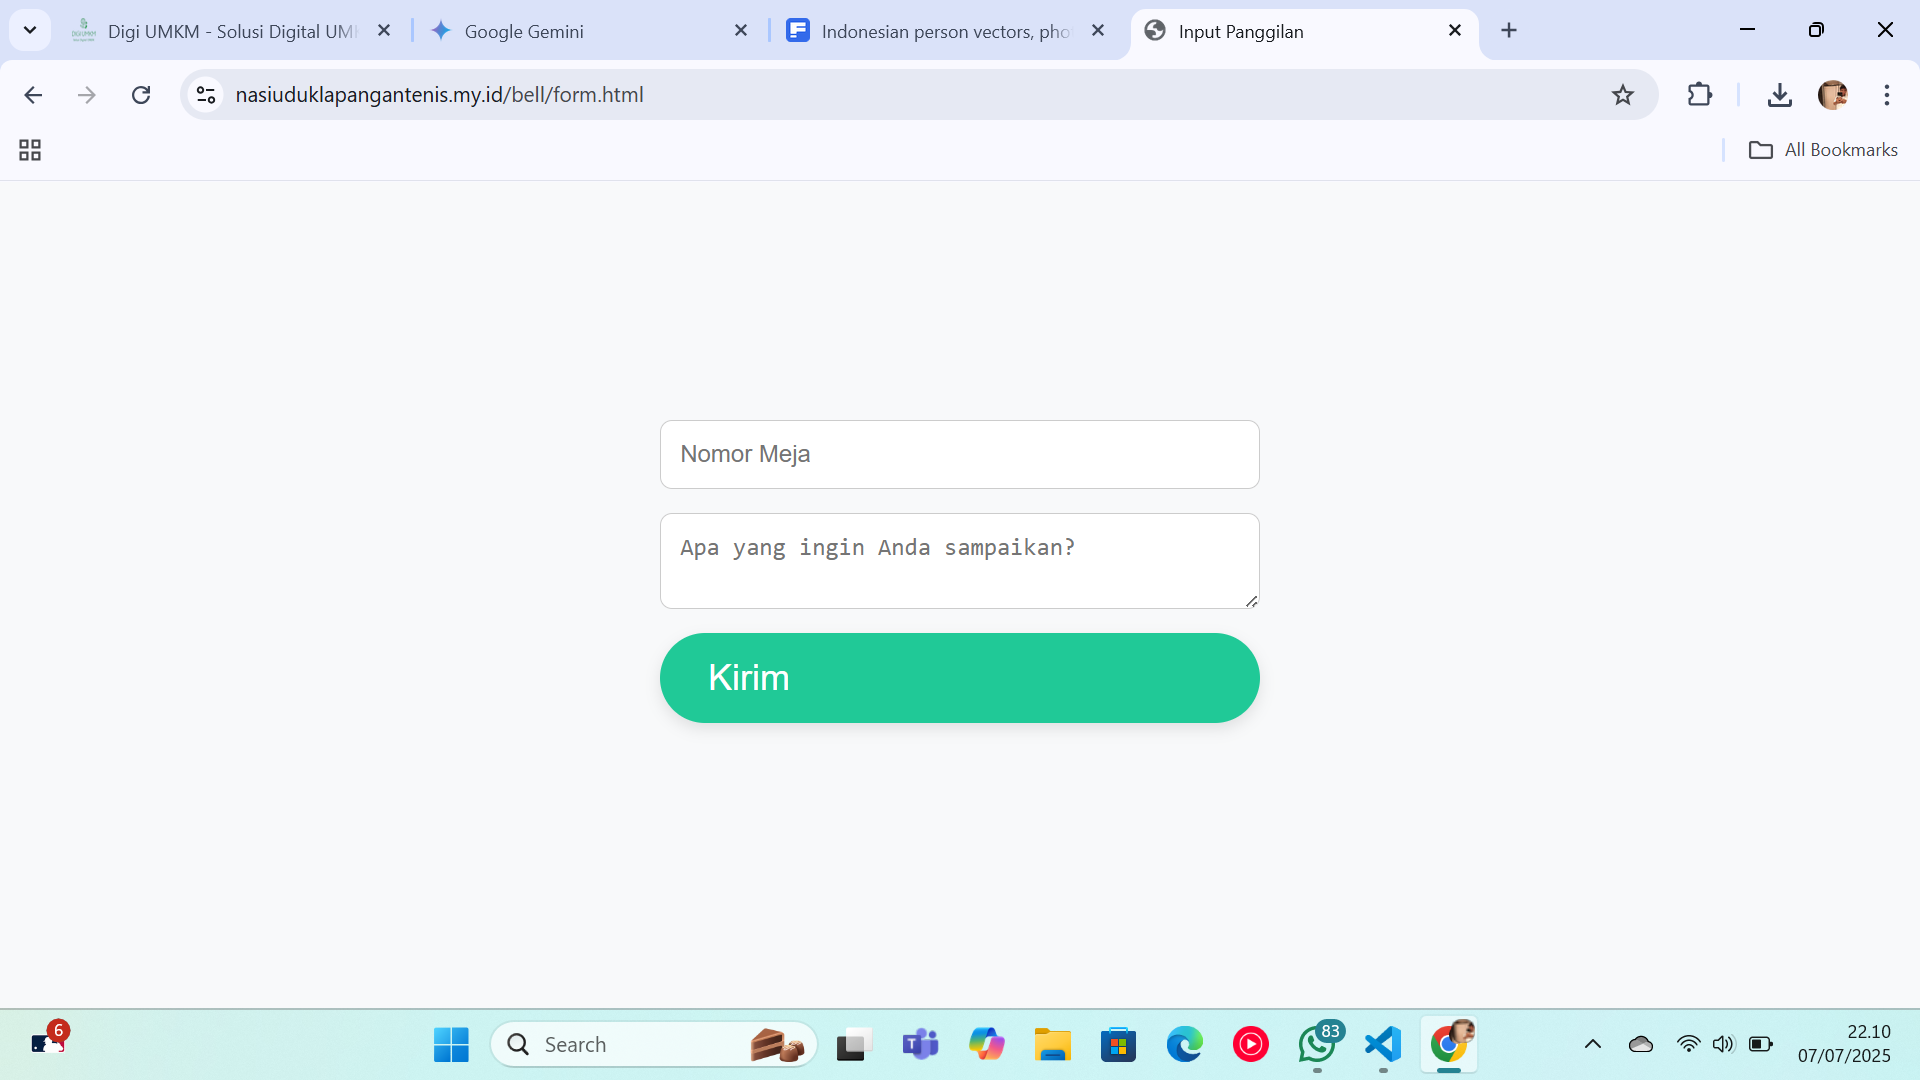 Digi UMKM - Solusi Digital UMK
Google Gemini
Indonesian person vectors, pho
Input Panggilan
nasiuduklapangantenis.my.id/bell/form.html
All Bookmarks
Nomor Meja
Apa yang ingin Anda sampaikan?
Kirim
6
Search
T
83
22.10
07/07/2025